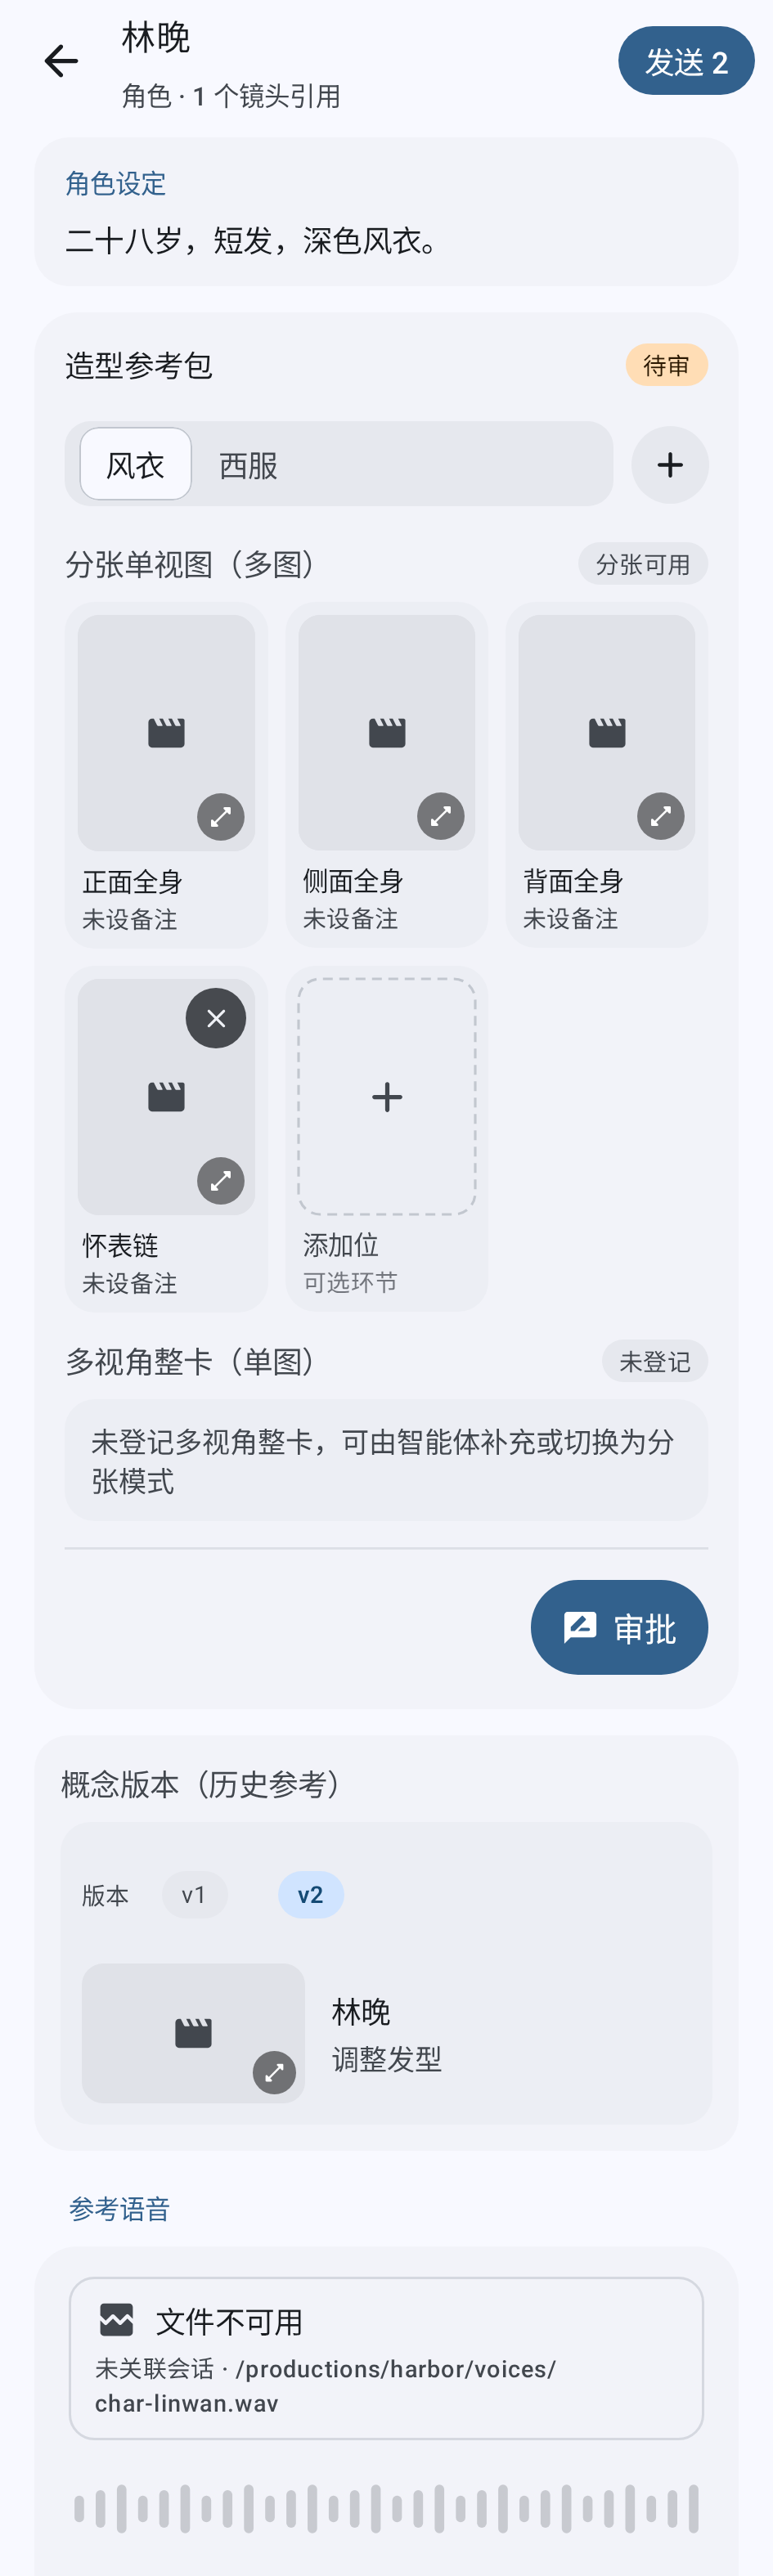 林晚
角色 · 1 个镜头引用
发送 2
角色设定
二十八岁，短发，深色风衣。
造型参考包
待审
风衣
西服
分张单视图（多图）
分张可用
正面全身
未设备注
侧面全身
未设备注
背面全身
未设备注
怀表链
未设备注
添加位
可选环节
多视角整卡（单图）
未登记
未登记多视角整卡，可由智能体补充或切换为分
张模式
审批
概念版本（历史参考）
版本
v1
v2
林晚
调整发型
参考语音
文件不可用
未关联会话 · /productions/harbor/voices/
char-linwan.wav